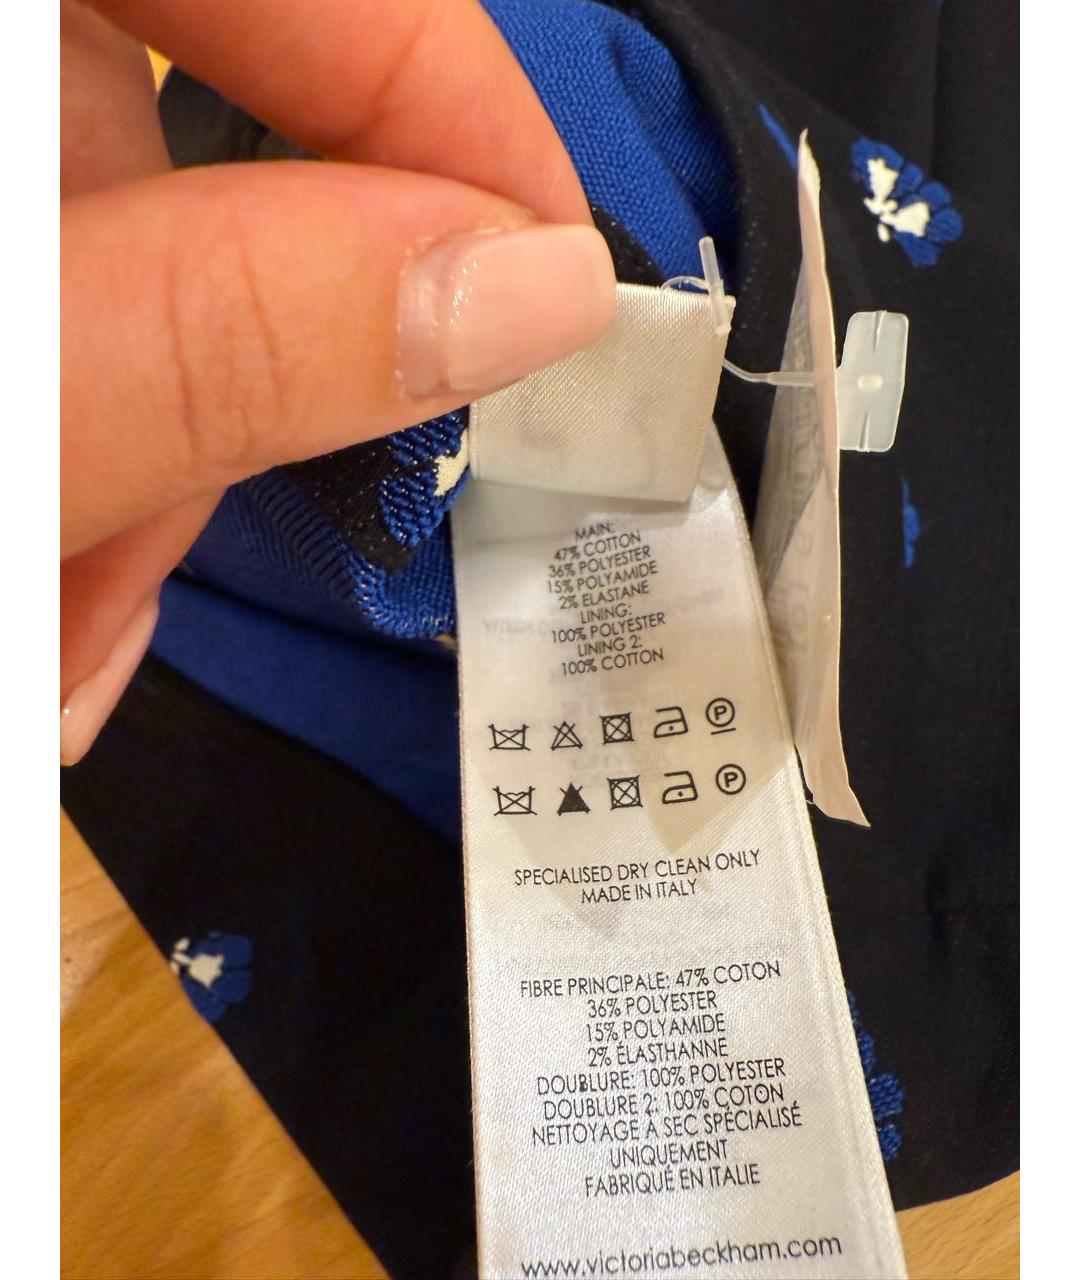 MAIN:
47% COTTON
36% POLYESTER
15% POLYAMIDE
2% ELASTANE
LINING:
100% POLYESTER
LINING 2:
100% COTTON
P
P
SPECIALISED DRY CLEAN ONLY
MADE IN ITALY
FIBRE PRINCIPALE: 47% COTON
36% POLYESTER
15% POLYAMIDE
2% ÉLASTHANNE
DOUBLURE: 100% POLYESTER
DOUBLURE 2: 100% COTON
NETTOYAGE À SEC SPÉCIALISÉ
UNIQUEMENT
FABRIQUÉ EN ITALIE
www.victoriabeckham.com